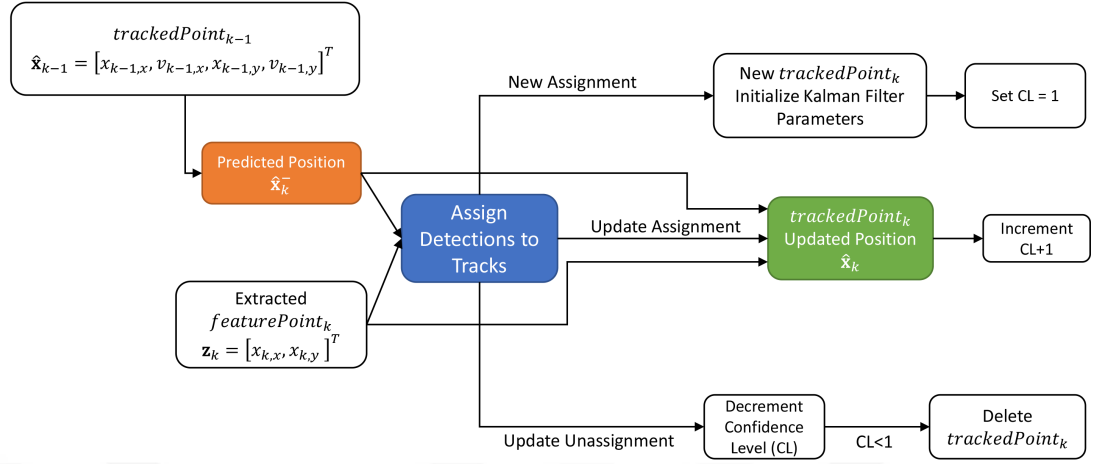 trackedPoint_{k−1}
x̂_{k−1} = [x_{k−1,x}, v_{k−1,x}, x_{k−1,y}, v_{k−1,y}]^T
Predicted Position
x̂_k^−
Extracted
featurePoint_k
z_k = [x_{k,x}, x_{k,y}]^T
Assign
Detections to
Tracks
New Assignment
New trackedPoint_k
Initialize Kalman Filter
Parameters
Set CL = 1
Update Assignment
trackedPoint_k
Updated Position
x̂_k
Increment
CL+1
Update Unassignment
Decrement
Confidence
Level (CL)
CL<1
Delete
trackedPoint_k